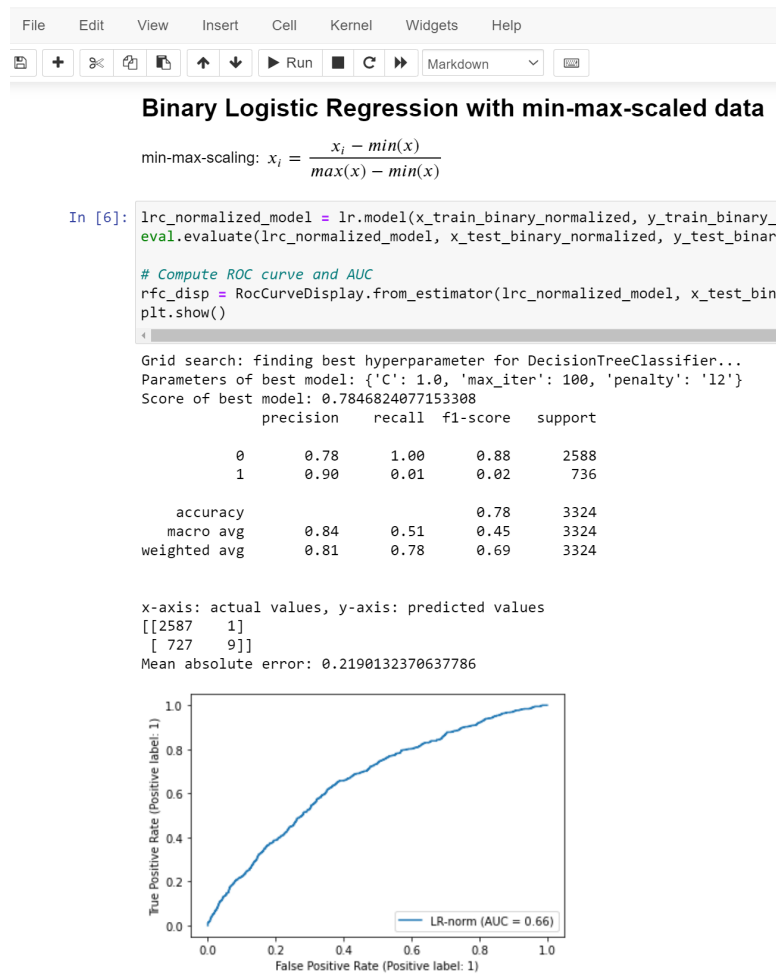 File Edit View Insert Cell Kernel Widgets Help
Run Markdown
Binary Logistic Regression with min-max-scaled data
min-max-scaling: xᵢ = (xᵢ − min(x)) / (max(x) − min(x))
In [6]: lrc_normalized_model = lr.model(x_train_binary_normalized, y_train_binary_
eval.evaluate(lrc_normalized_model, x_test_binary_normalized, y_test_binar
# Compute ROC curve and AUC
rfc_disp = RocCurveDisplay.from_estimator(lrc_normalized_model, x_test_bin
plt.show()
Grid search: finding best hyperparameter for DecisionTreeClassifier...
Parameters of best model: {'C': 1.0, 'max_iter': 100, 'penalty': 'l2'}
Score of best model: 0.7846824077153308
precision recall f1-score support
0 0.78 1.00 0.88 2588
1 0.90 0.01 0.02 736
accuracy 0.78 3324
macro avg 0.84 0.51 0.45 3324
weighted avg 0.81 0.78 0.69 3324
x-axis: actual values, y-axis: predicted values
[[2587 1]
[ 727 9]]
Mean absolute error: 0.2190132370637786
True Positive Rate (Positive label: 1)
1.0
0.8
0.6
0.4
0.2
0.0
LR-norm (AUC = 0.66)
0.0 0.2 0.4 0.6 0.8 1.0
False Positive Rate (Positive label: 1)